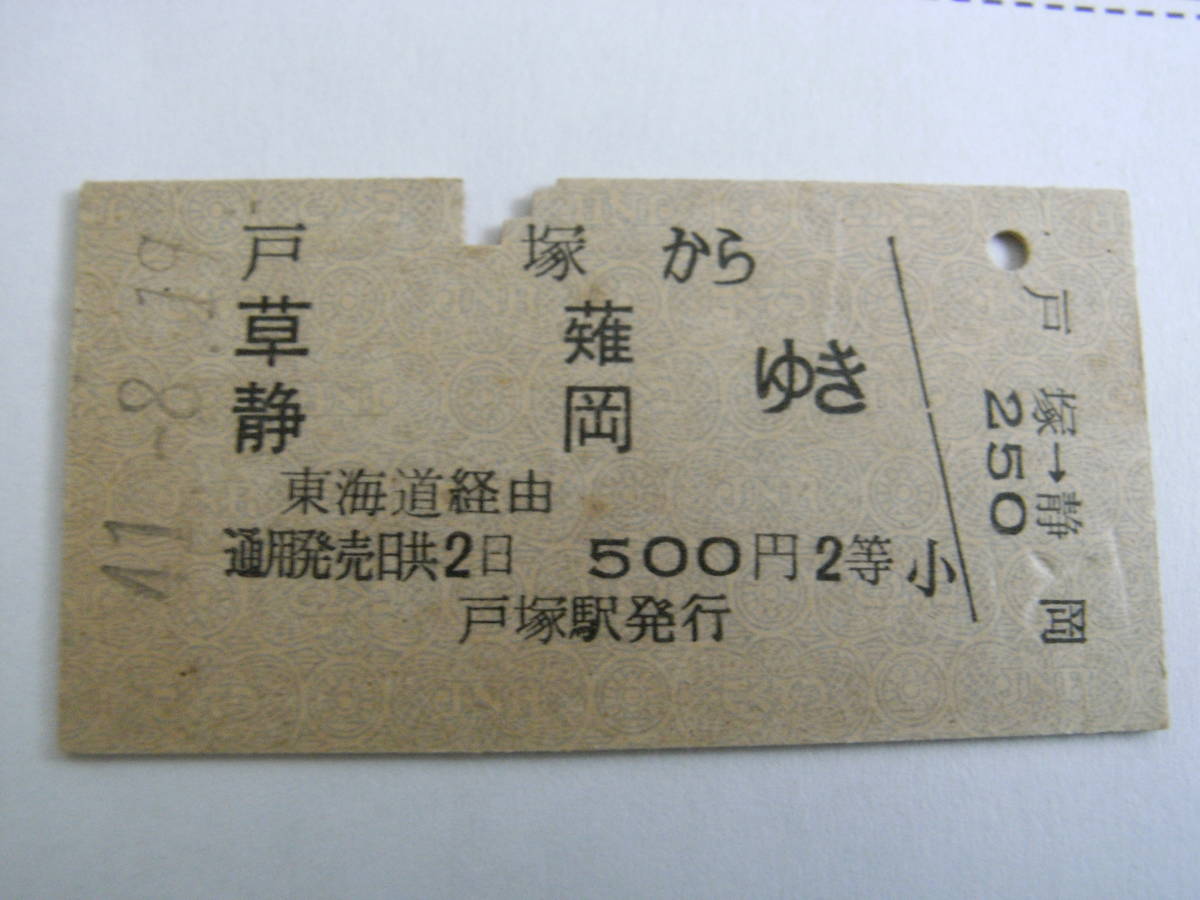 戸塚から
草薙
静岡
ゆき
東海道経由
通用発売日共2日 500円 2等 小
戸塚駅発行
戸塚→静岡
250
41.-8.19